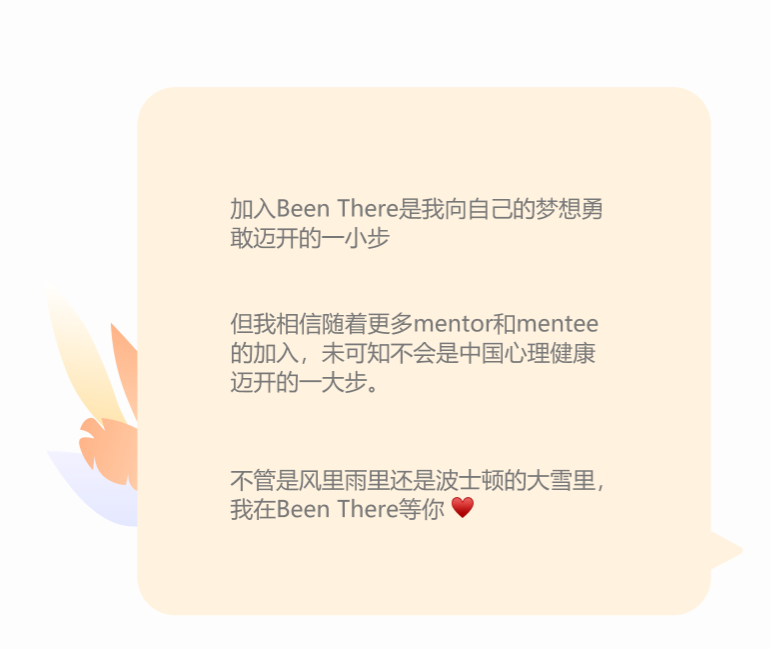 加入Been There是我向自己的梦想勇
敢迈开的一小步
但我相信随着更多mentor和mentee
的加入，未可知不会是中国心理健康
迈开的一大步。
不管是风里雨里还是波士顿的大雪里，
我在Been There等你 ♥️